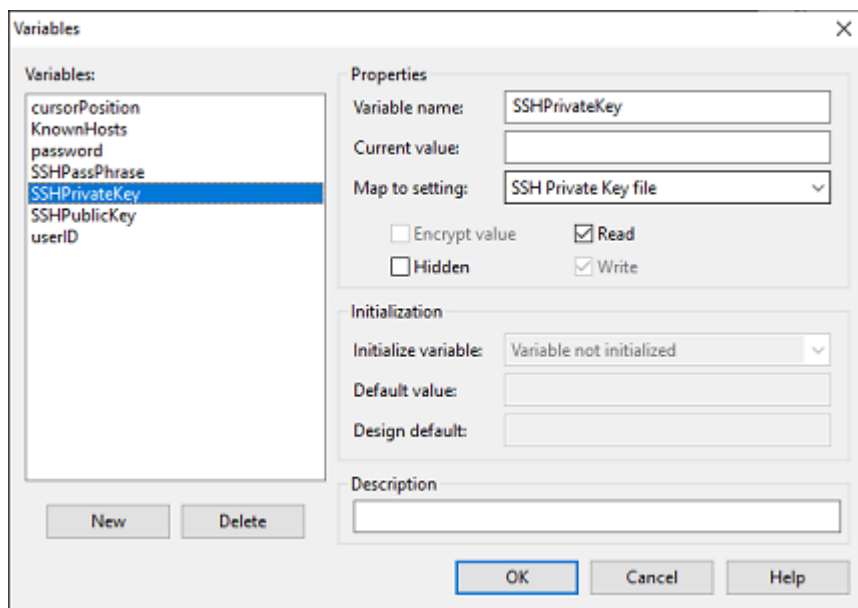 Variables
Variables:
cursorPosition
KnownHosts
password
SSHPassPhrase
SSHPrivateKey
SSHPublicKey
userID
New Delete
Properties
Variable name: SSHPrivateKey
Current value:
Map to setting: SSH Private Key file
Encrypt value Read
Hidden Write
Initialization
Initialize variable: Variable not initialized
Default value:
Design default:
Description
OK Cancel Help